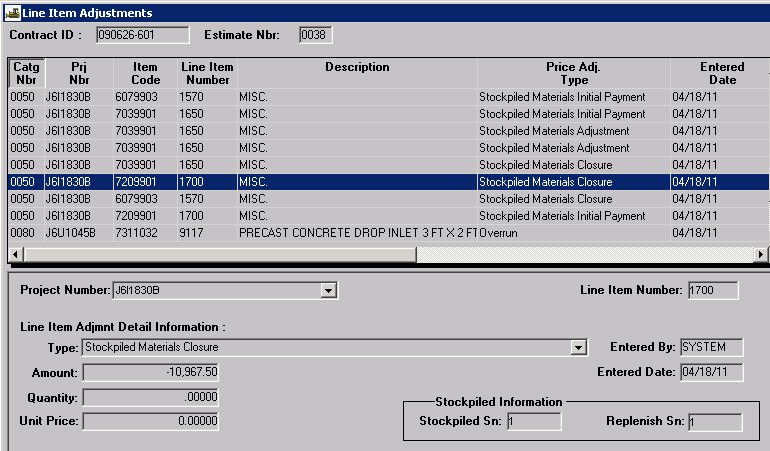 Line Item Adjustments
Contract ID : 090626-601 Estimate Nbr: 0038
Catg Nbr Prj Nbr Item Code Line Item Number Description Price Adj. Type Entered Date
0050 J6I1830B 6079903 1570 MISC. Stockpiled Materials Initial Payment 04/18/11
0050 J6I1830B 7039901 1650 MISC. Stockpiled Materials Initial Payment 04/18/11
0050 J6I1830B 7039901 1650 MISC. Stockpiled Materials Adjustment 04/18/11
0050 J6I1830B 7039901 1650 MISC. Stockpiled Materials Adjustment 04/18/11
0050 J6I1830B 7039901 1650 MISC. Stockpiled Materials Closure 04/18/11
0050 J6I1830B 7209901 1700 MISC. Stockpiled Materials Closure 04/18/11
0050 J6I1830B 6079903 1570 MISC. Stockpiled Materials Closure 04/18/11
0050 J6I1830B 7209901 1700 MISC. Stockpiled Materials Initial Payment 04/18/11
0080 J6U1045B 7311032 9117 PRECAST CONCRETE DROP INLET 3 FT X 2 FT Overrun 04/18/11
Project Number: J6I1830B Line Item Number: 1700
Line Item Adjmnt Detail Information :
Type: Stockpiled Materials Closure Entered By: SYSTEM
Amount: -10,967.50 Entered Date: 04/18/11
Quantity: .00000
Stockpiled Information
Unit Price: 0.00000 Stockpiled Sn: 1 Replenish Sn: 1